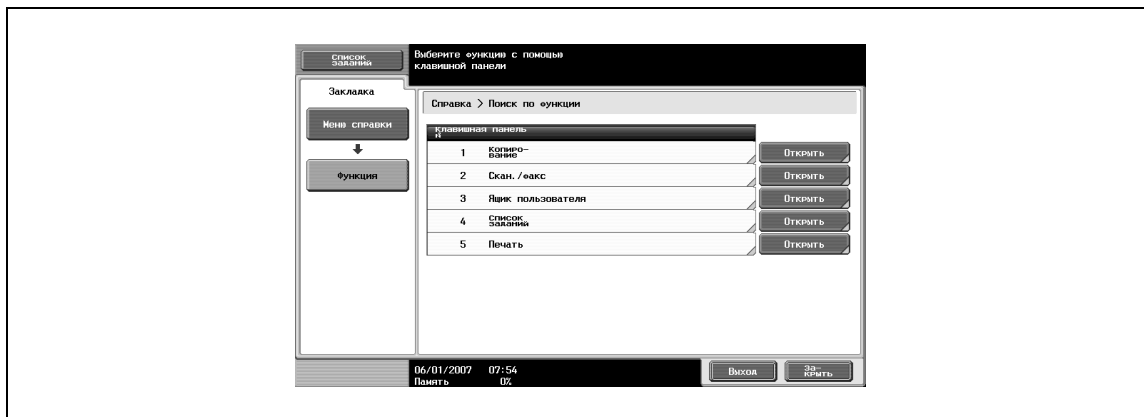 Список
заданий
Выберите функцию с помощью
клавишной панели
Закладка
Меню справки
Функция
Справка > Поиск по функции
Клавишная панель
й
1 Копиро-
вание
Открыть
2 Скан./факс
Открыть
3 Ящик пользователя
Открыть
4 Список
заданий
Открыть
5 Печать
Открыть
06/01/2007 07:54
Память 0%
Выход
За-
крыть